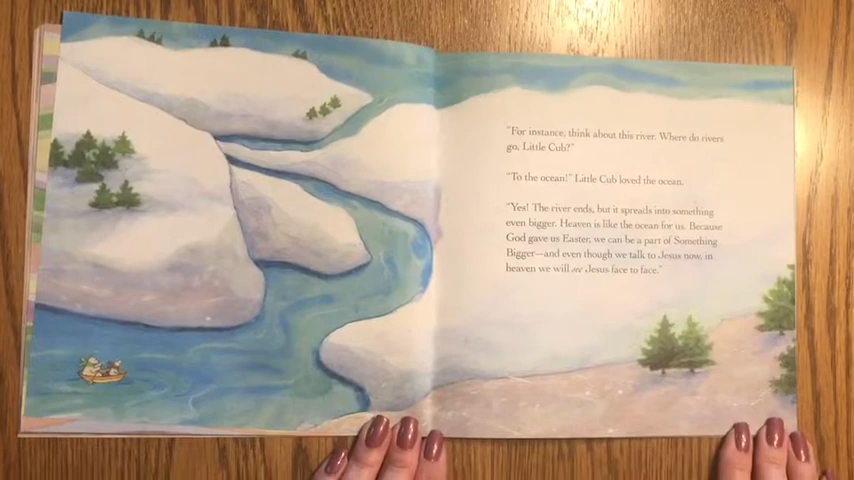 "For instance, think about this river. Where do rivers
go, Little Cub?"
"To the ocean!" Little Cub loved the ocean.
"Yes! The river ends, but it spreads into something
even bigger. Heaven is like the ocean for us. Because
God gave us Easter, we can be a part of Something
Bigger—and even though we talk to Jesus now, in
heaven we will see Jesus face to face."